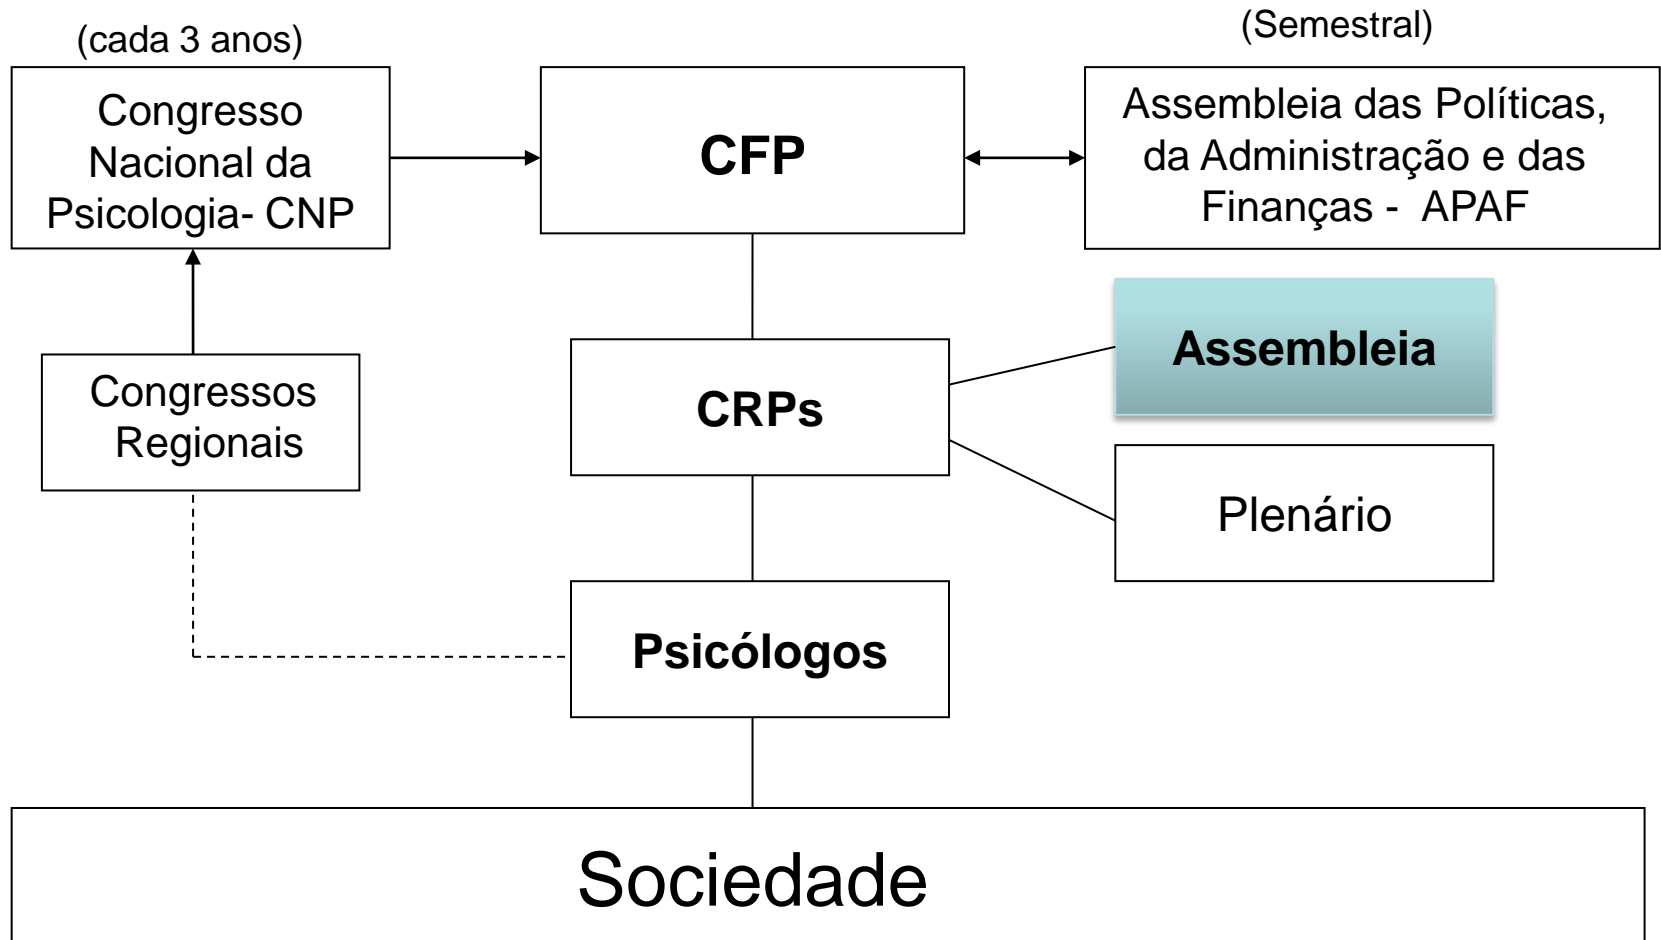 (cada 3 anos)
(Semestral)
Congresso
Nacional da
Psicologia- CNP
CFP
Assembleia das Políticas,
da Administração e das
Finanças - APAF
Assembleia
CRPs
Congressos
Regionais
Plenário
Psicólogos
Sociedade